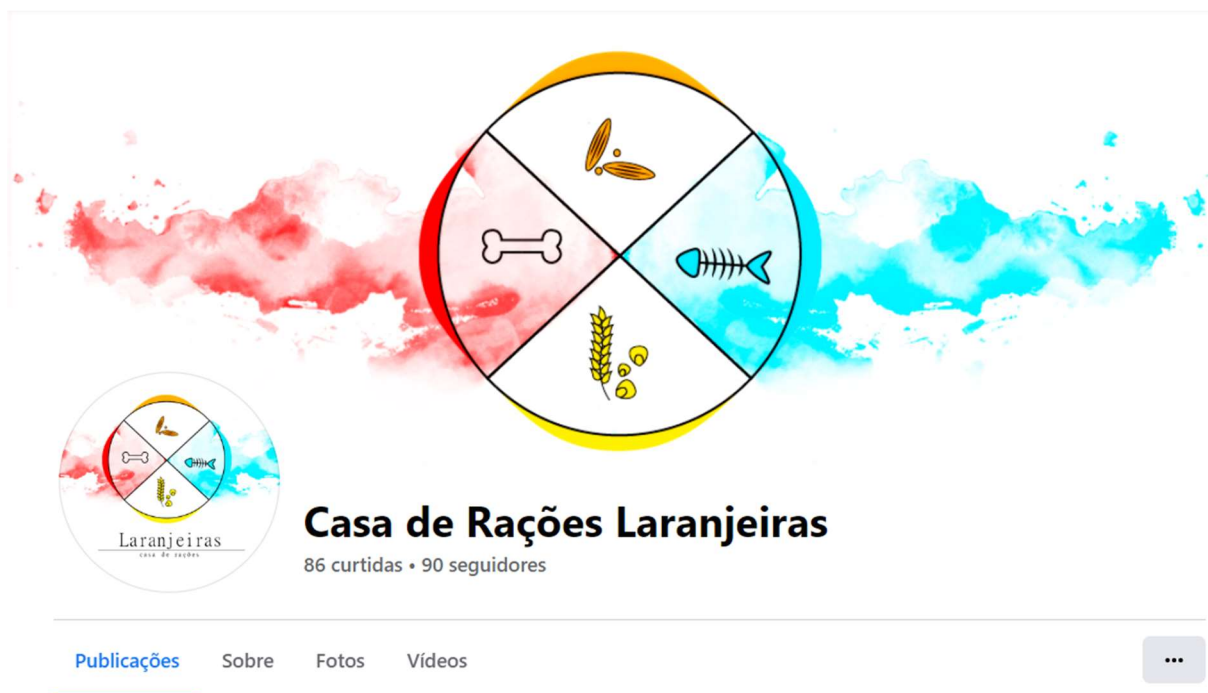 Laranjeiras
casa de rações
Casa de Rações Laranjeiras
86 curtidas • 90 seguidores
Publicações Sobre Fotos Vídeos